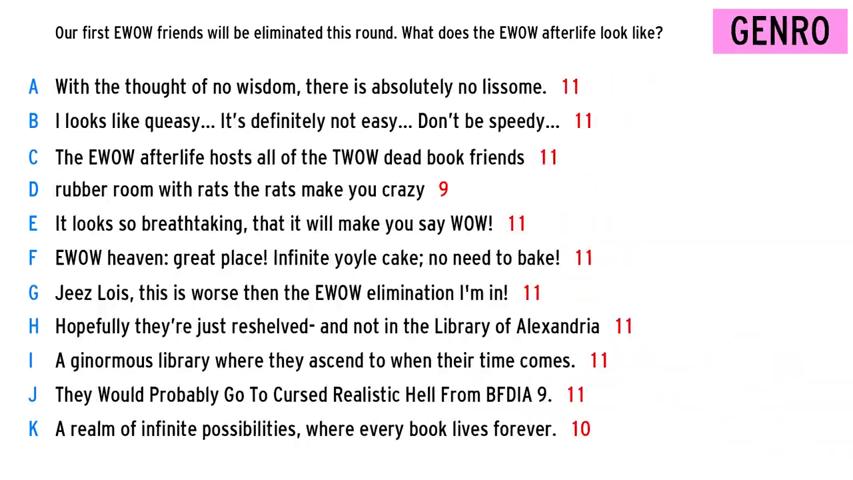 Our first EWOW friends will be eliminated this round. What does the EWOW afterlife look like?
GENRO
A With the thought of no wisdom, there is absolutely no lissome. 11
B I looks like queasy... It's definitely not easy... Don't be speedy... 11
C The EWOW afterlife hosts all of the TWOW dead book friends 11
D rubber room with rats the rats make you crazy 9
E It looks so breathtaking, that it will make you say WOW! 11
F EWOW heaven: great place! Infinite yoyle cake; no need to bake! 11
G Jeez Lois, this is worse then the EWOW elimination I'm in! 11
H Hopefully they're just reshelved- and not in the Library of Alexandria 11
I A ginormous library where they ascend to when their time comes. 11
J They Would Probably Go To Cursed Realistic Hell From BFDIA 9. 11
K A realm of infinite possibilities, where every book lives forever. 10